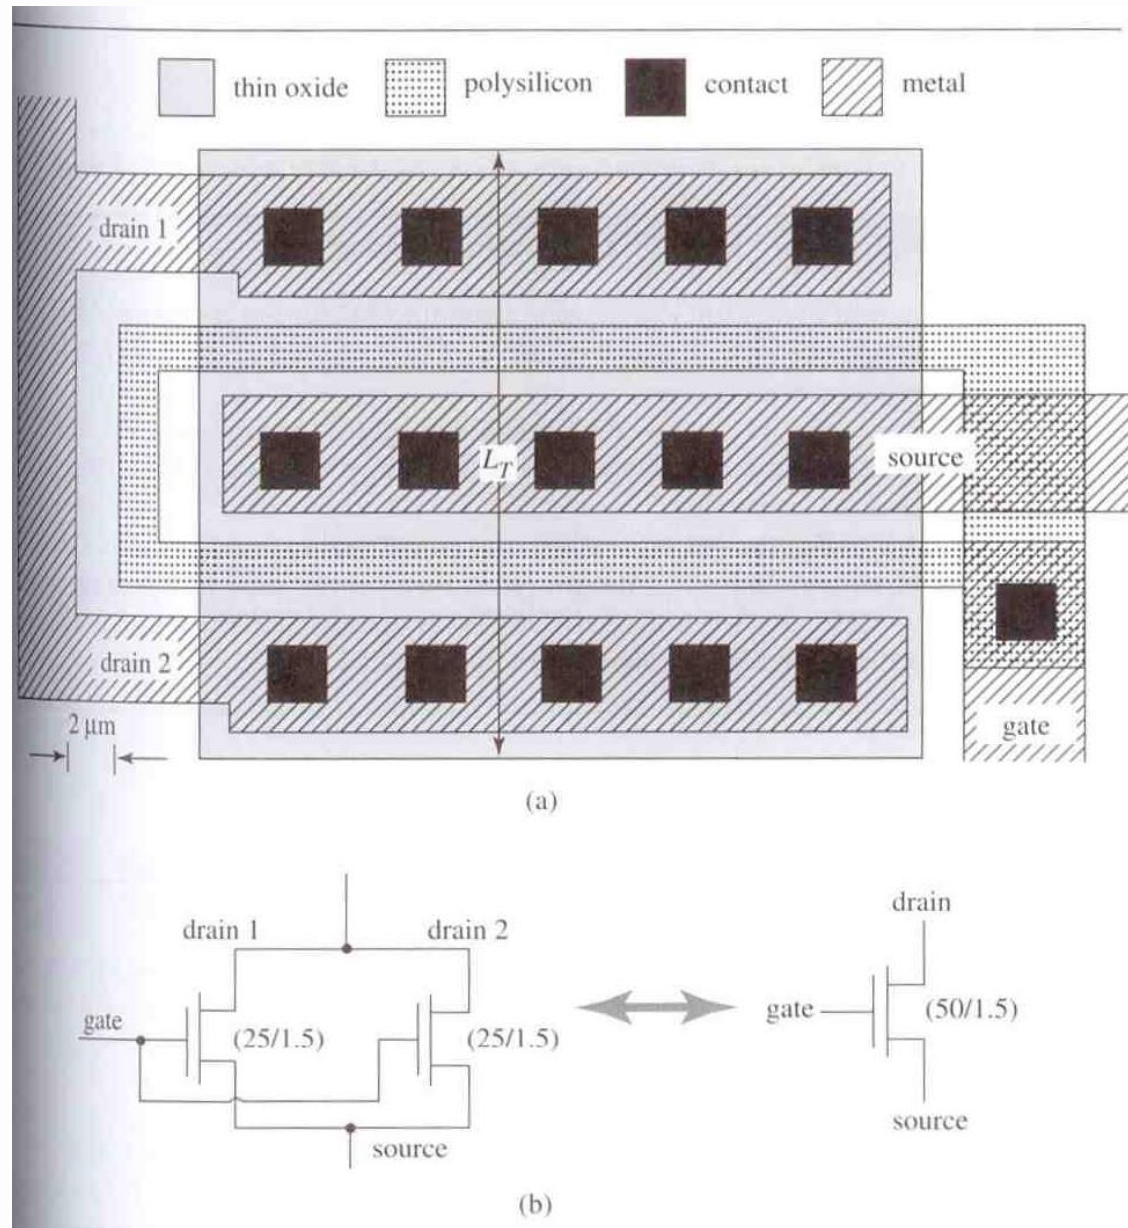 thin oxide polysilicon contact metal
drain 1
L_T
source
drain 2
gate
2 μm
(a)
drain 1 drain 2
drain
gate (25/1.5) (25/1.5)
gate (50/1.5)
source
source
(b)